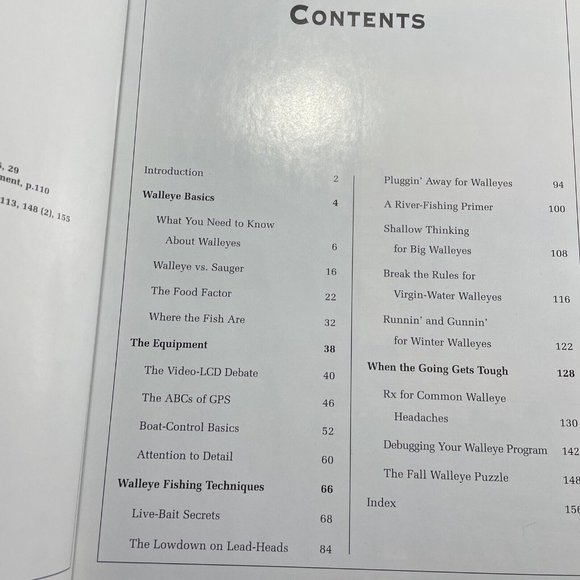 29
ment, p.110
113, 148 (2), 155
CONTENTS
Introduction 2
Walleye Basics 4
What You Need to Know
About Walleyes 6
Walleye vs. Sauger 16
The Food Factor 22
Where the Fish Are 32
The Equipment 38
The Video-LCD Debate 40
The ABCs of GPS 46
Boat-Control Basics 52
Attention to Detail 60
Walleye Fishing Techniques 66
Live-Bait Secrets 68
The Lowdown on Lead-Heads 84
Pluggin' Away for Walleyes 94
A River-Fishing Primer 100
Shallow Thinking
for Big Walleyes 108
Break the Rules for
Virgin-Water Walleyes 116
Runnin' and Gunnin'
for Winter Walleyes 122
When the Going Gets Tough 128
Rx for Common Walleye
Headaches 130
Debugging Your Walleye Program 142
The Fall Walleye Puzzle 148
Index 156